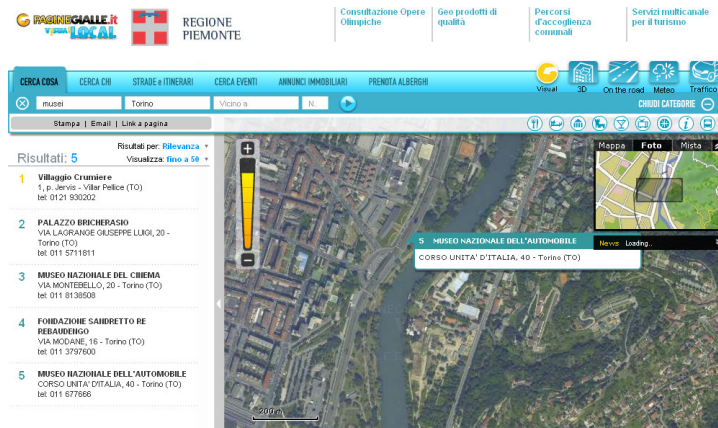 PAGINEGIALLE.it
VISUAL LOCAL
REGIONE
PIEMONTE
Consultazione Opere
Olimpiche
Geo prodotti di
qualità
Percorsi
d'accoglienza
comunali
Servizi multicanale
per il turismo
CERCA COSA
CERCA CHI
STRADE e ITINERARI
CERCA EVENTI
ANNUNCI IMMOBILIARI
PRENOTA ALBERGHI
Visual
3D
On the road
Meteo
Traffico
musei
Torino
Vicino a
N.
CHIUDI CATEGORIE
Stampa | Email | Link a pagina
Risultati per: Rilevanza
Risultati: 5
Visualizza: fino a 50
1 Villaggio Crumiere
1, p. Jervis - Villar Pellice (TO)
tel: 0121 930202
2 PALAZZO BRICHERASIO
VIA LAGRANGE GIUSEPPE LUIGI, 20 -
Torino (TO)
tel: 011 5711811
3 MUSEO NAZIONALE DEL CINEMA
VIA MONTEBELLO, 20 - Torino (TO)
tel: 011 8138508
4 FONDAZIONE SANDRETTO RE
REBAUDENGO
VIA MODANE, 16 - Torino (TO)
tel: 011 3797600
5 MUSEO NAZIONALE DELL'AUTOMOBILE
CORSO UNITA' D'ITALIA, 40 - Torino (TO)
tel: 011 677666
Mappa Foto Mista
News Loading..
5 MUSEO NAZIONALE DELL'AUTOMOBILE
CORSO UNITA' D'ITALIA, 40 - Torino (TO)
200 m